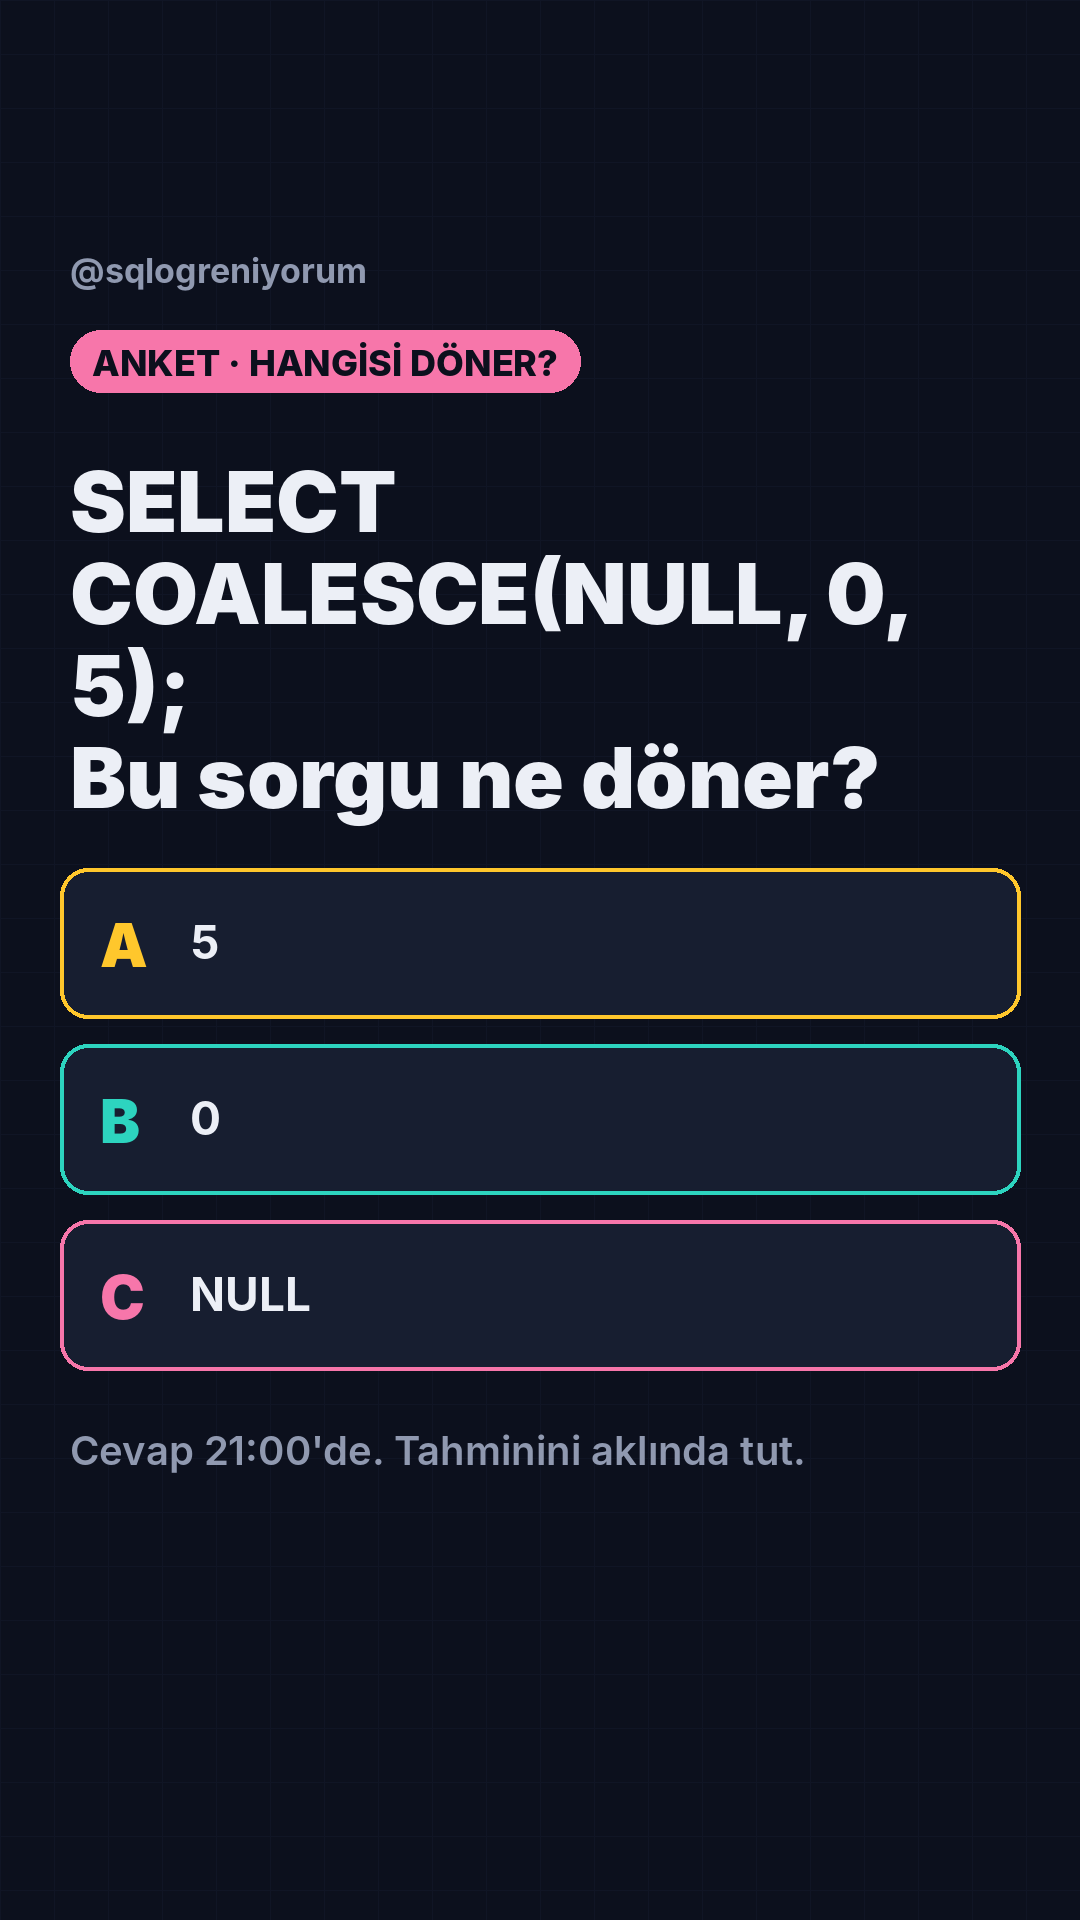 @sqlogreniyorum
ANKET · HANGİSİ DÖNER?
SELECT
COALESCE(NULL, 0,
5);
Bu sorgu ne döner?
A 5
B 0
C NULL
Cevap 21:00'de. Tahminini aklında tut.